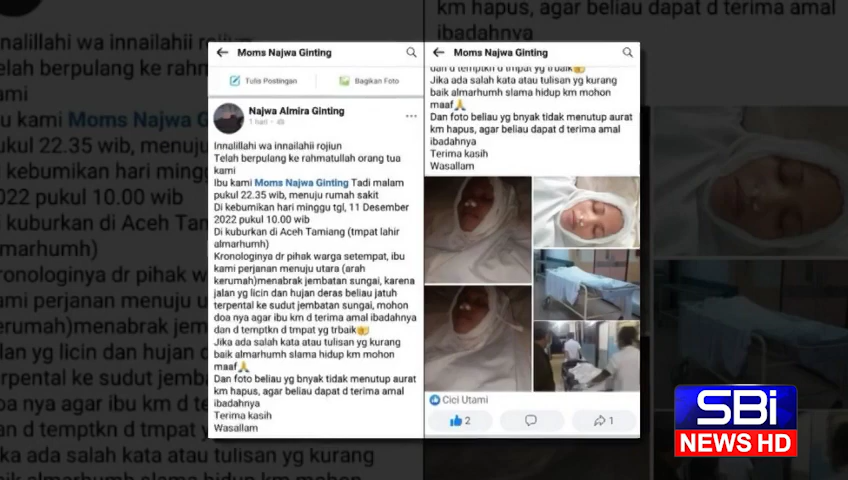 Moms Najwa Ginting
Tulis Postingan
Bagikan Foto
Najwa Almira Ginting
1 hari
Innalillahi wa innailahii rojiun
Telah berpulang ke rahmatullah orang tua
kami
Ibu kami Moms Najwa Ginting Tadi malam
pukul 22.35 wib, menuju rumah sakit
Di kebumikan hari minggu tgl, 11 Desember
2022 pukul 10.00 wib
Di kuburkan di Aceh Tamiang (tmpat lahir
almarhumh)
Kronologinya dr pihak warga setempat, ibu
kami perjanan menuju utara (arah
kerumah)menabrak jembatan sungai, karena
jalan yg licin dan hujan deras beliau jatuh
terpental ke sudut jembatan sungai, mohon
doa nya agar ibu km d terima amal ibadahnya
dan d temptkn d tmpat yg trbaik
Jika ada salah kata atau tulisan yg kurang
baik almarhumh slama hidup km mohon
maaf🙏
Dan foto beliau yg bnyak tidak menutup aurat
km hapus, agar beliau dapat d terima amal
ibadahnya
Terima kasih
Wasallam
Moms Najwa Ginting
dan d temptkn d tmpat yg trbaik
Jika ada salah kata atau tulisan yg kurang
baik almarhumh slama hidup km mohon
maaf🙏
Dan foto beliau yg bnyak tidak menutup aurat
km hapus, agar beliau dapat d terima amal
ibadahnya
Terima kasih
Wasallam
Cici Utami
2
1
SBi
NEWS HD